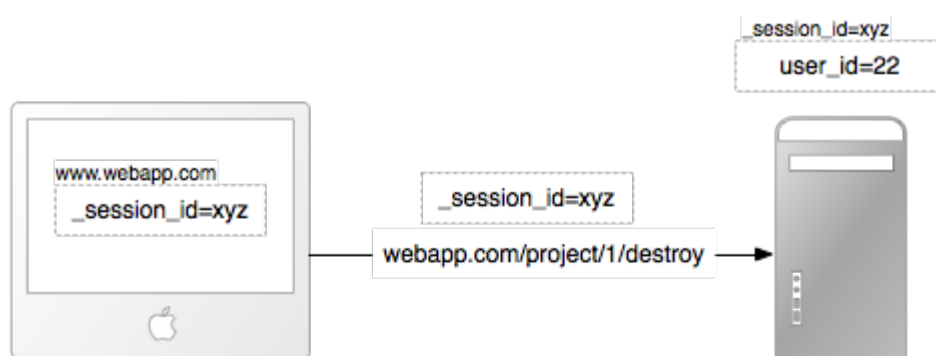 _session_id=xyz
user_id=22
www.webapp.com
_session_id=xyz
_session_id=xyz
webapp.com/project/1/destroy